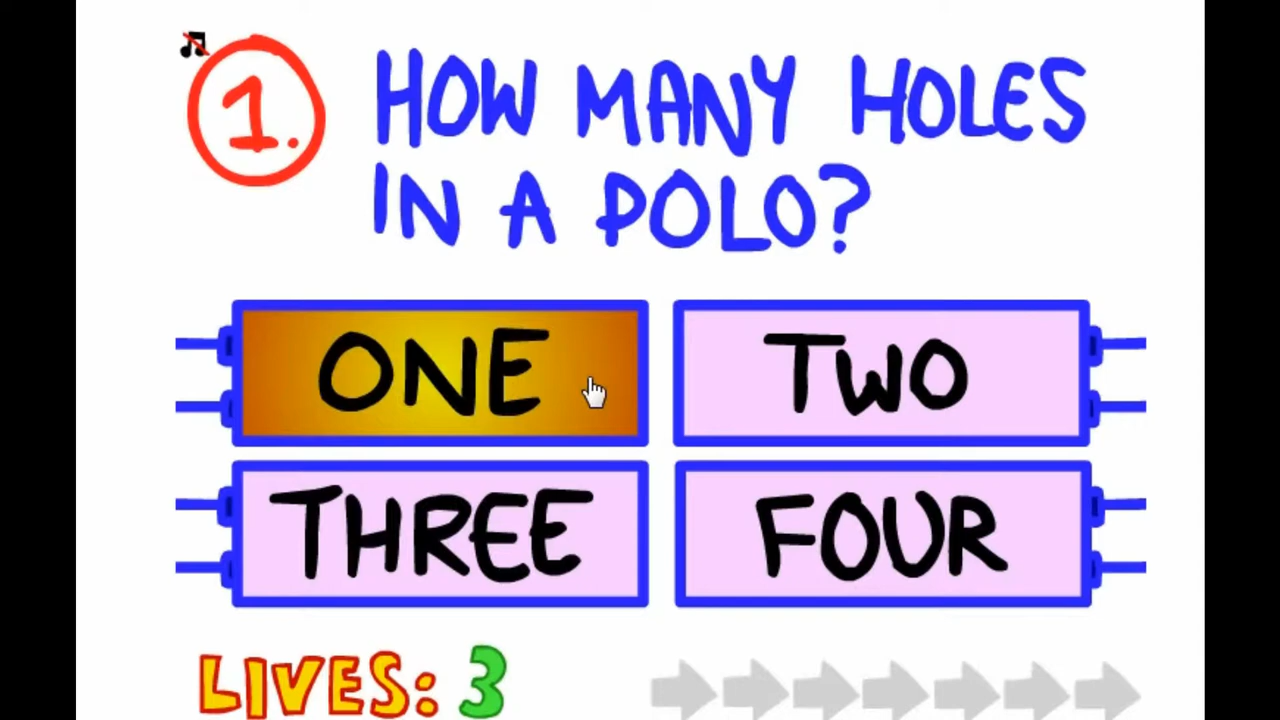 1. HOW MANY HOLES
IN A POLO?
ONE TWO
THREE FOUR
LIVES: 3